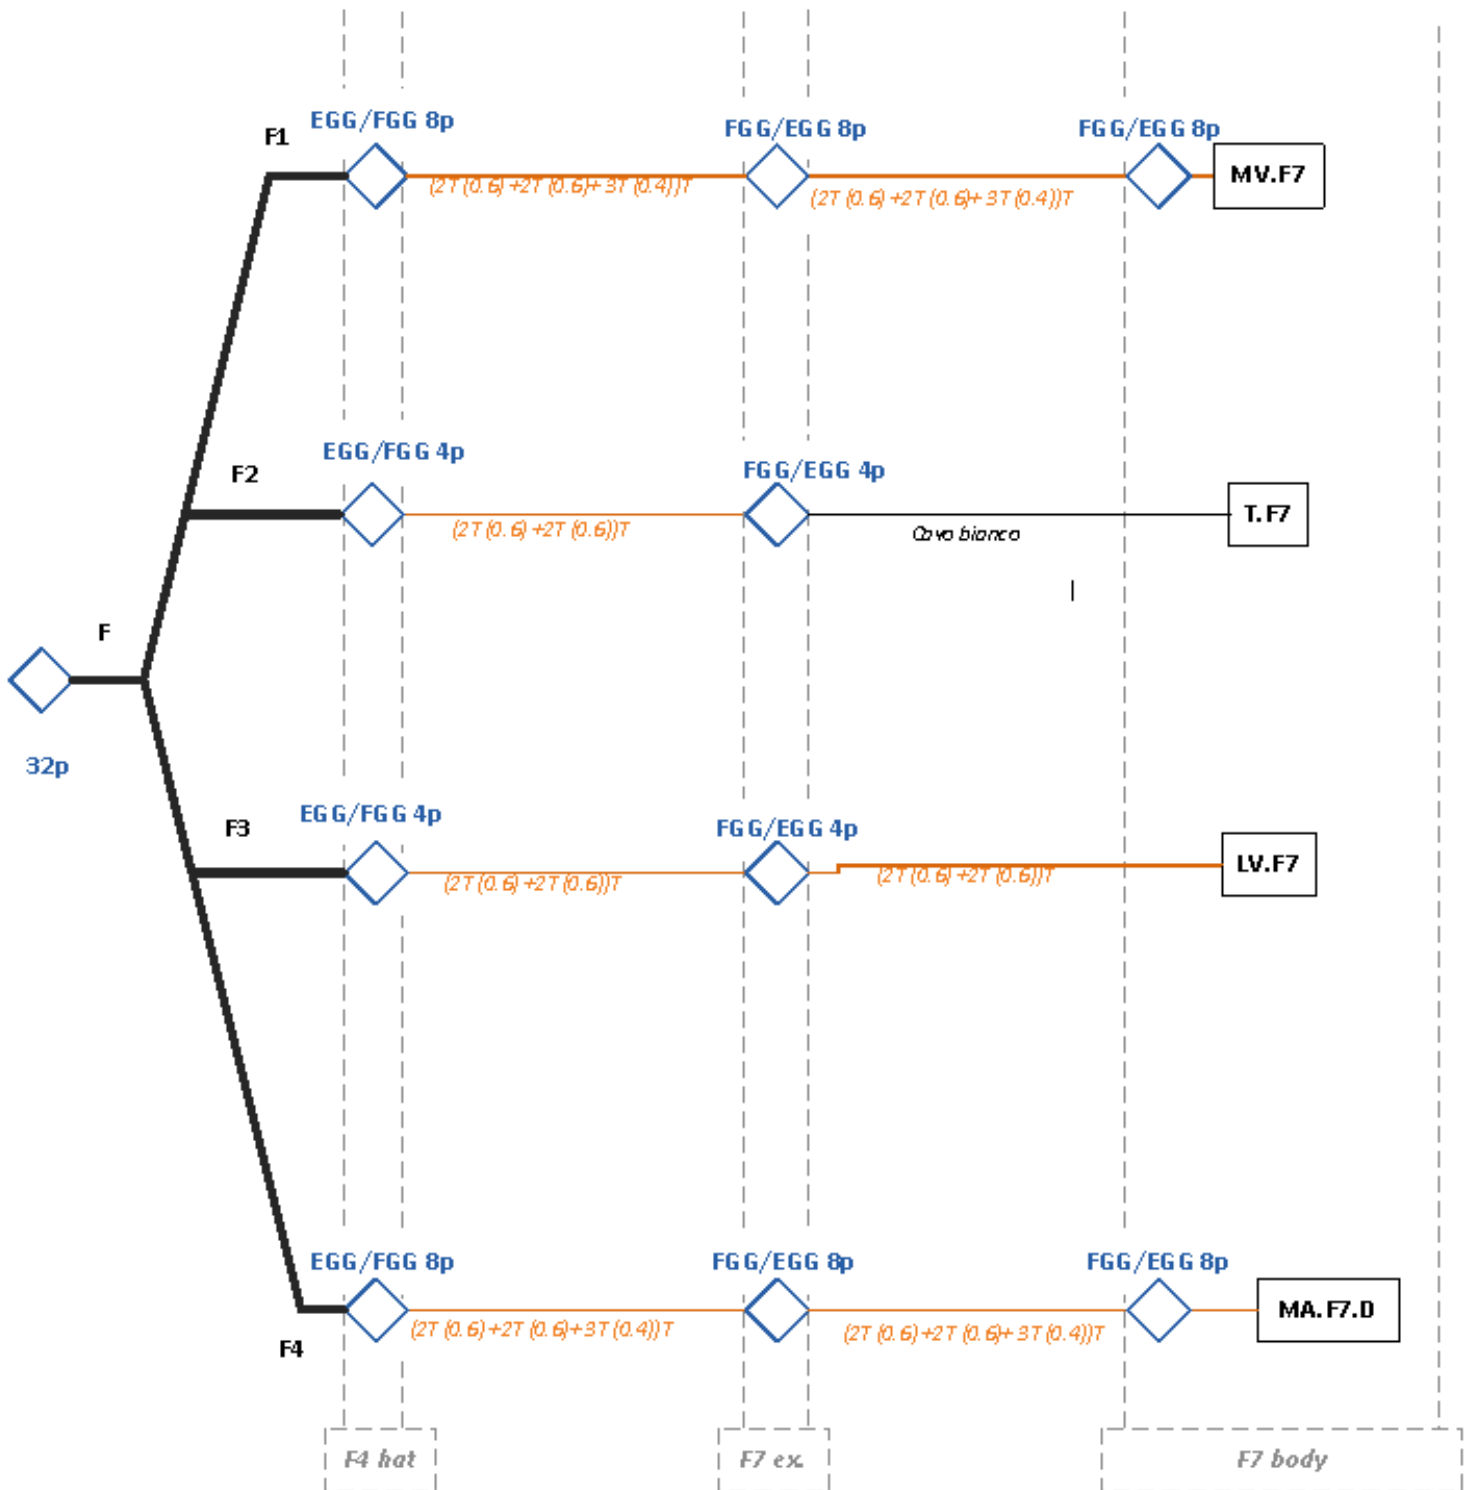 EGG/FGG 8p
F1
FGG/EGG 8p
FGG/EGG 8p
MV.F7
(2T (0.6) +2T (0.6)+ 3T (0.4))T
(2T (0.6) +2T (0.6)+ 3T (0.4))T
EGG/FGG 4p
F2
FGG/EGG 4p
T.F7
(2T (0.6) +2T (0.6))T
Cavo bianco
F
32p
EGG/FGG 4p
F3
FGG/EGG 4p
LV.F7
(2T (0.6) +2T (0.6))T
(2T (0.6) +2T (0.6))T
EGG/FGG 8p
FGG/EGG 8p
FGG/EGG 8p
MA.F7.D
F4
(2T (0.6) +2T (0.6)+ 3T (0.4))T
(2T (0.6) +2T (0.6)+ 3T (0.4))T
F4 hat
F7 ex.
F7 body